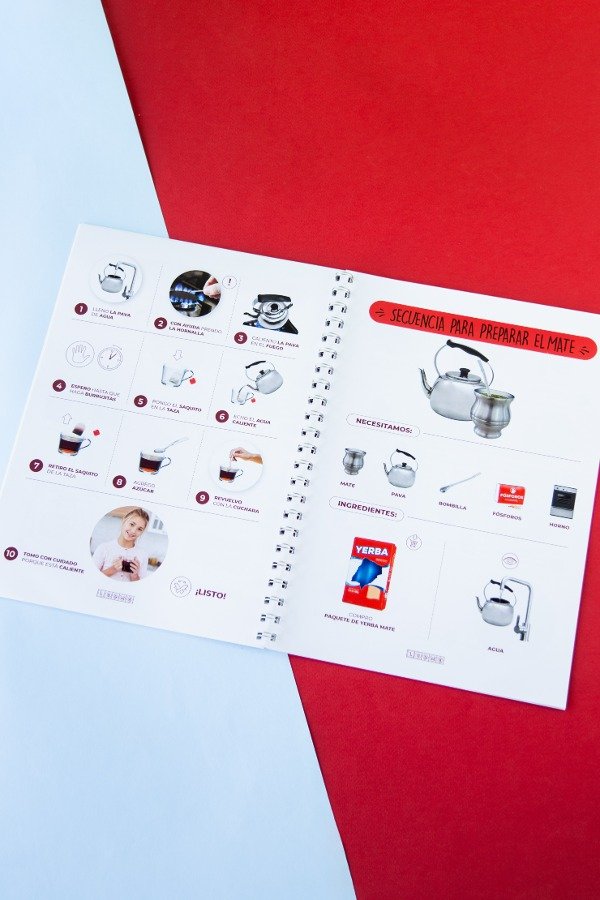 1 LLENO LA PAVA
DE AGUA
2 CON AYUDA PRENDO
LA HORNALLA
!
3 CALIENTO LA PAVA
EN EL FUEGO
4 ESPERO HASTA QUE
HAGA BURBUJITAS
5 PONGO EL SAQUITO
EN LA TAZA
6 ECHO EL AGUA
CALIENTE
7 RETIRO EL SAQUITO
DE LA TAZA
8 AGREGO
AZÚCAR
9 REVUELVO
CON LA CUCHARA
10 TOMO CON CUIDADO
PORQUE ESTÁ CALIENTE
¡LISTO!
SECUENCIA PARA PREPARAR EL MATE
NECESITAMOS:
MATE
PAVA
BOMBILLA
FÓSFOROS
FÓSFOROS
HORNO
INGREDIENTES:
YERBA
COMPRO
PAQUETE DE YERBA MATE
AGUA